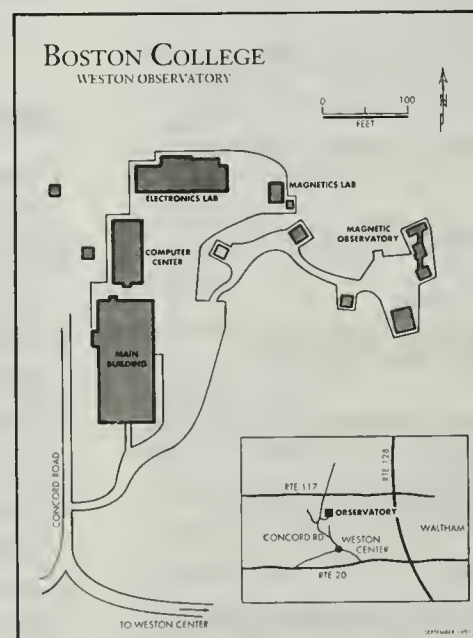 BOSTON COLLEGE
WESTON OBSERVATORY
N
0 100
FEET
ELECTRONICS LAB
MAGNETICS LAB
MAGNETIC
OBSERVATORY
COMPUTER
CENTER
MAIN
BUILDING
CONCORD ROAD
TO WESTON CENTER
RTE 117
RTE 128
OBSERVATORY
WALTHAM
CONCORD RD
WESTON
CENTER
RTE 20
SEPTEMBER